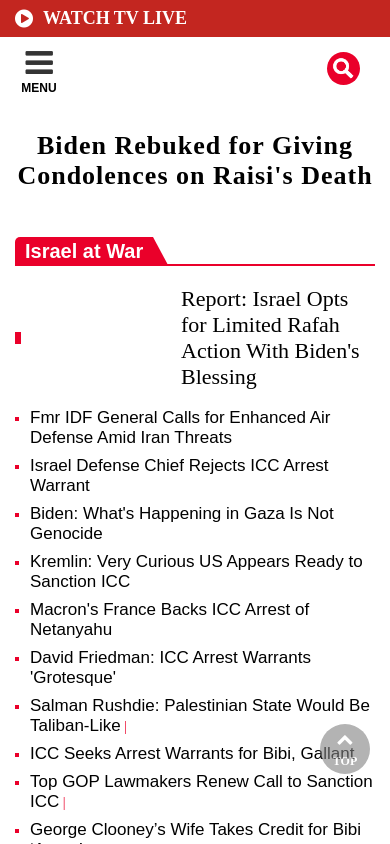 WATCH TV LIVE
MENU
Biden Rebuked for Giving
Condolences on Raisi's Death
Israel at War
Report: Israel Opts
for Limited Rafah
Action With Biden's
Blessing
Fmr IDF General Calls for Enhanced Air
Defense Amid Iran Threats
Israel Defense Chief Rejects ICC Arrest
Warrant
Biden: What's Happening in Gaza Is Not
Genocide
Kremlin: Very Curious US Appears Ready to
Sanction ICC
Macron's France Backs ICC Arrest of
Netanyahu
David Friedman: ICC Arrest Warrants
'Grotesque'
Salman Rushdie: Palestinian State Would Be
Taliban-Like |
ICC Seeks Arrest Warrants for Bibi, Gallant
TOP
Top GOP Lawmakers Renew Call to Sanction
ICC |
George Clooney’s Wife Takes Credit for Bibi